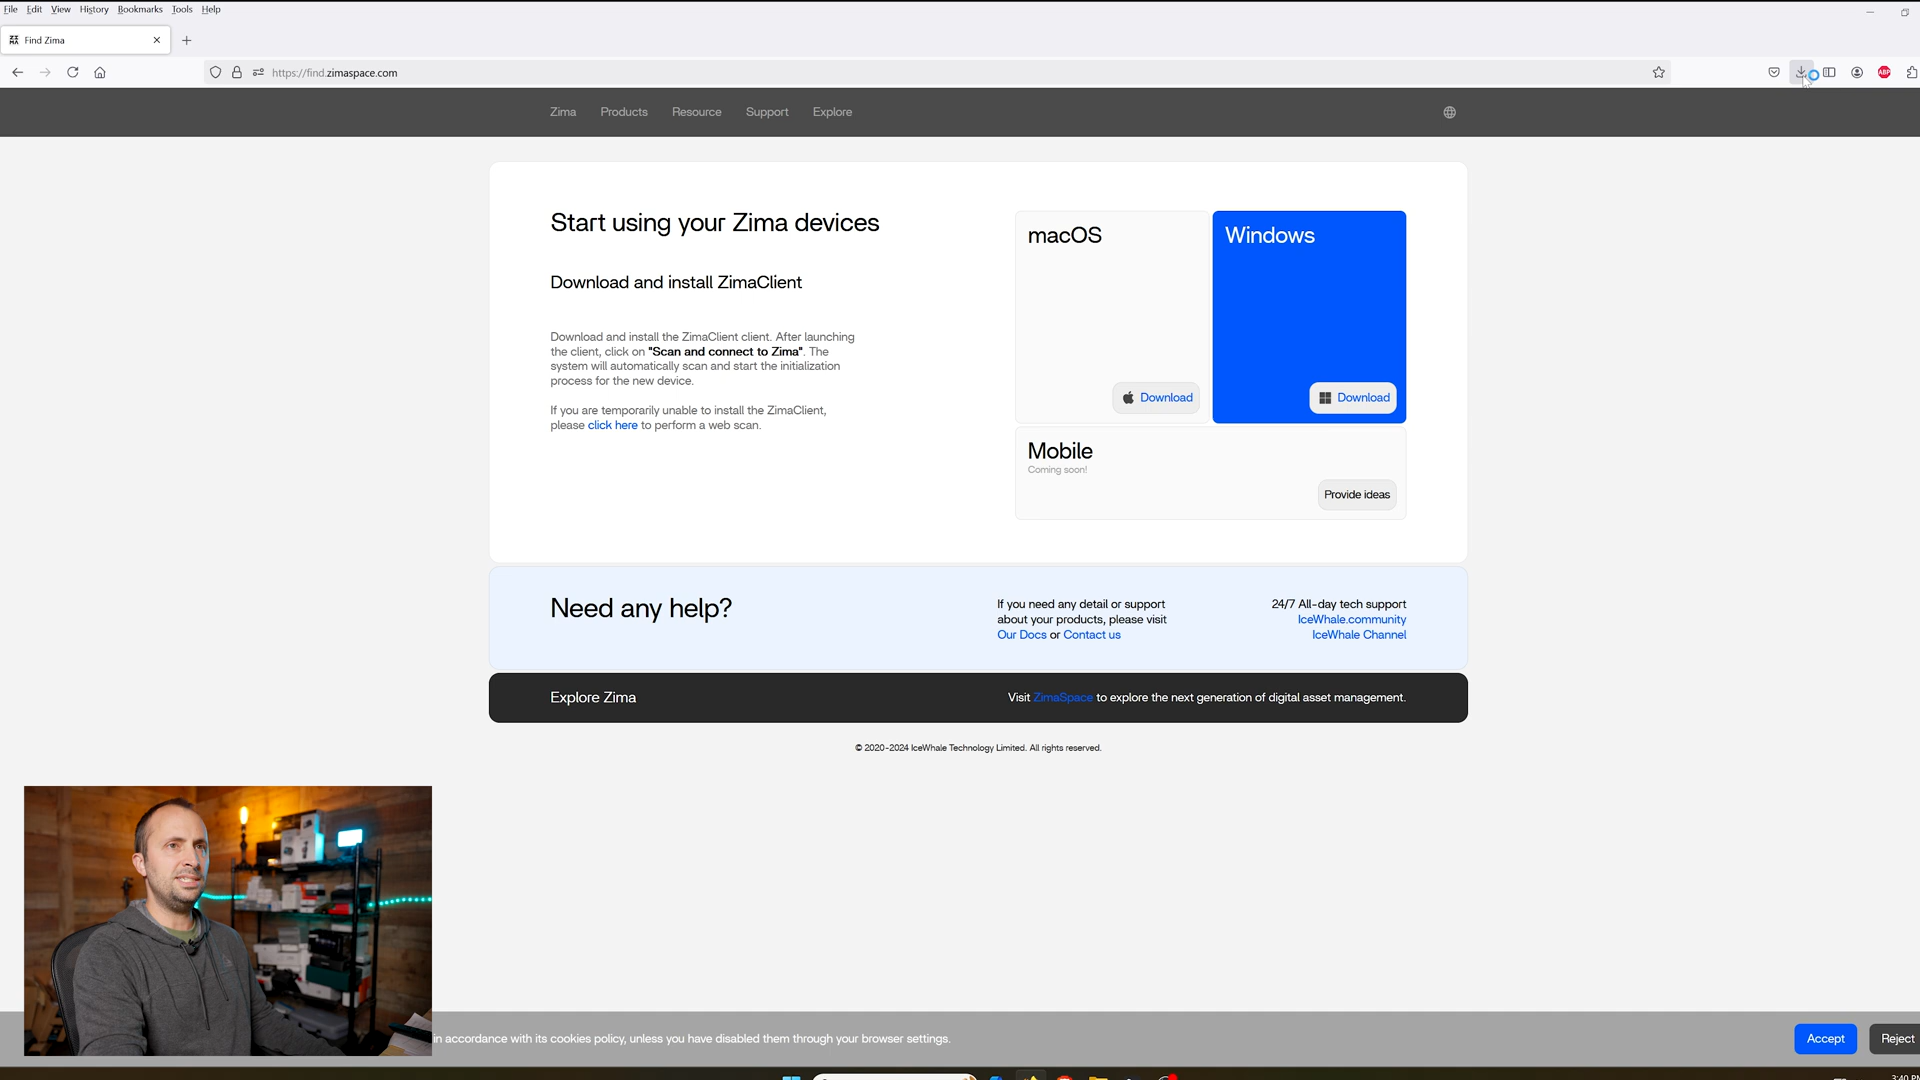 File Edit View History Bookmarks Tools Help
Find Zima
https://find.zimaspace.com
ABP
Zima Products Resource Support Explore
Start using your Zima devices
Download and install ZimaClient
Download and install the ZimaClient client. After launching
the client, click on "Scan and connect to Zima". The
system will automatically scan and start the initialization
process for the new device.
If you are temporarily unable to install the ZimaClient,
please click here to perform a web scan.
macOS
Download
Windows
Download
Mobile
Coming soon!
Provide ideas
Need any help?
If you need any detail or support
about your products, please visit
Our Docs or Contact us
24/7 All-day tech support
IceWhale.community
IceWhale Channel
Explore Zima
Visit ZimaSpace to explore the next generation of digital asset management.
© 2020-2024 IceWhale Technology Limited. All rights reserved.
in accordance with its cookies policy, unless you have disabled them through your browser settings.
Accept
Reject
3:40 PM